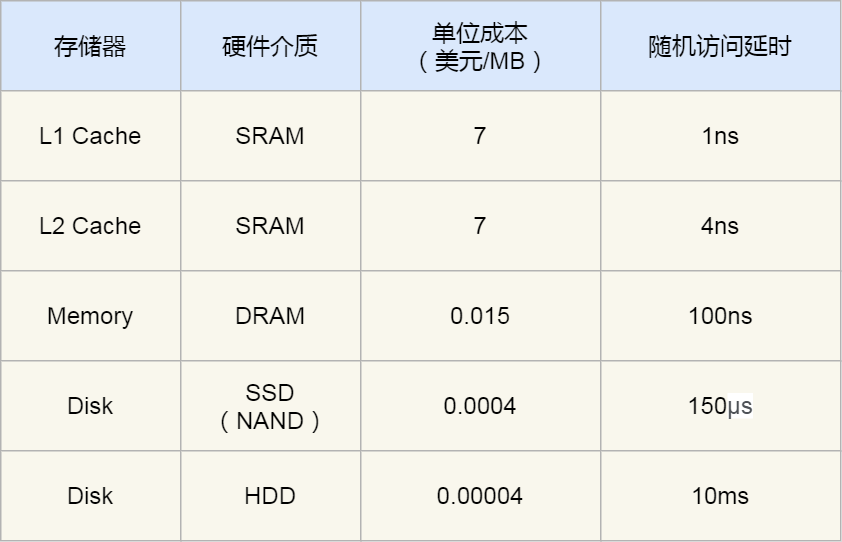 存储器
硬件介质
单位成本
（美元/MB）
随机访问延时
L1 Cache
SRAM
7
1ns
L2 Cache
SRAM
7
4ns
Memory
DRAM
0.015
100ns
Disk
SSD
（NAND）
0.0004
150μs
Disk
HDD
0.00004
10ms